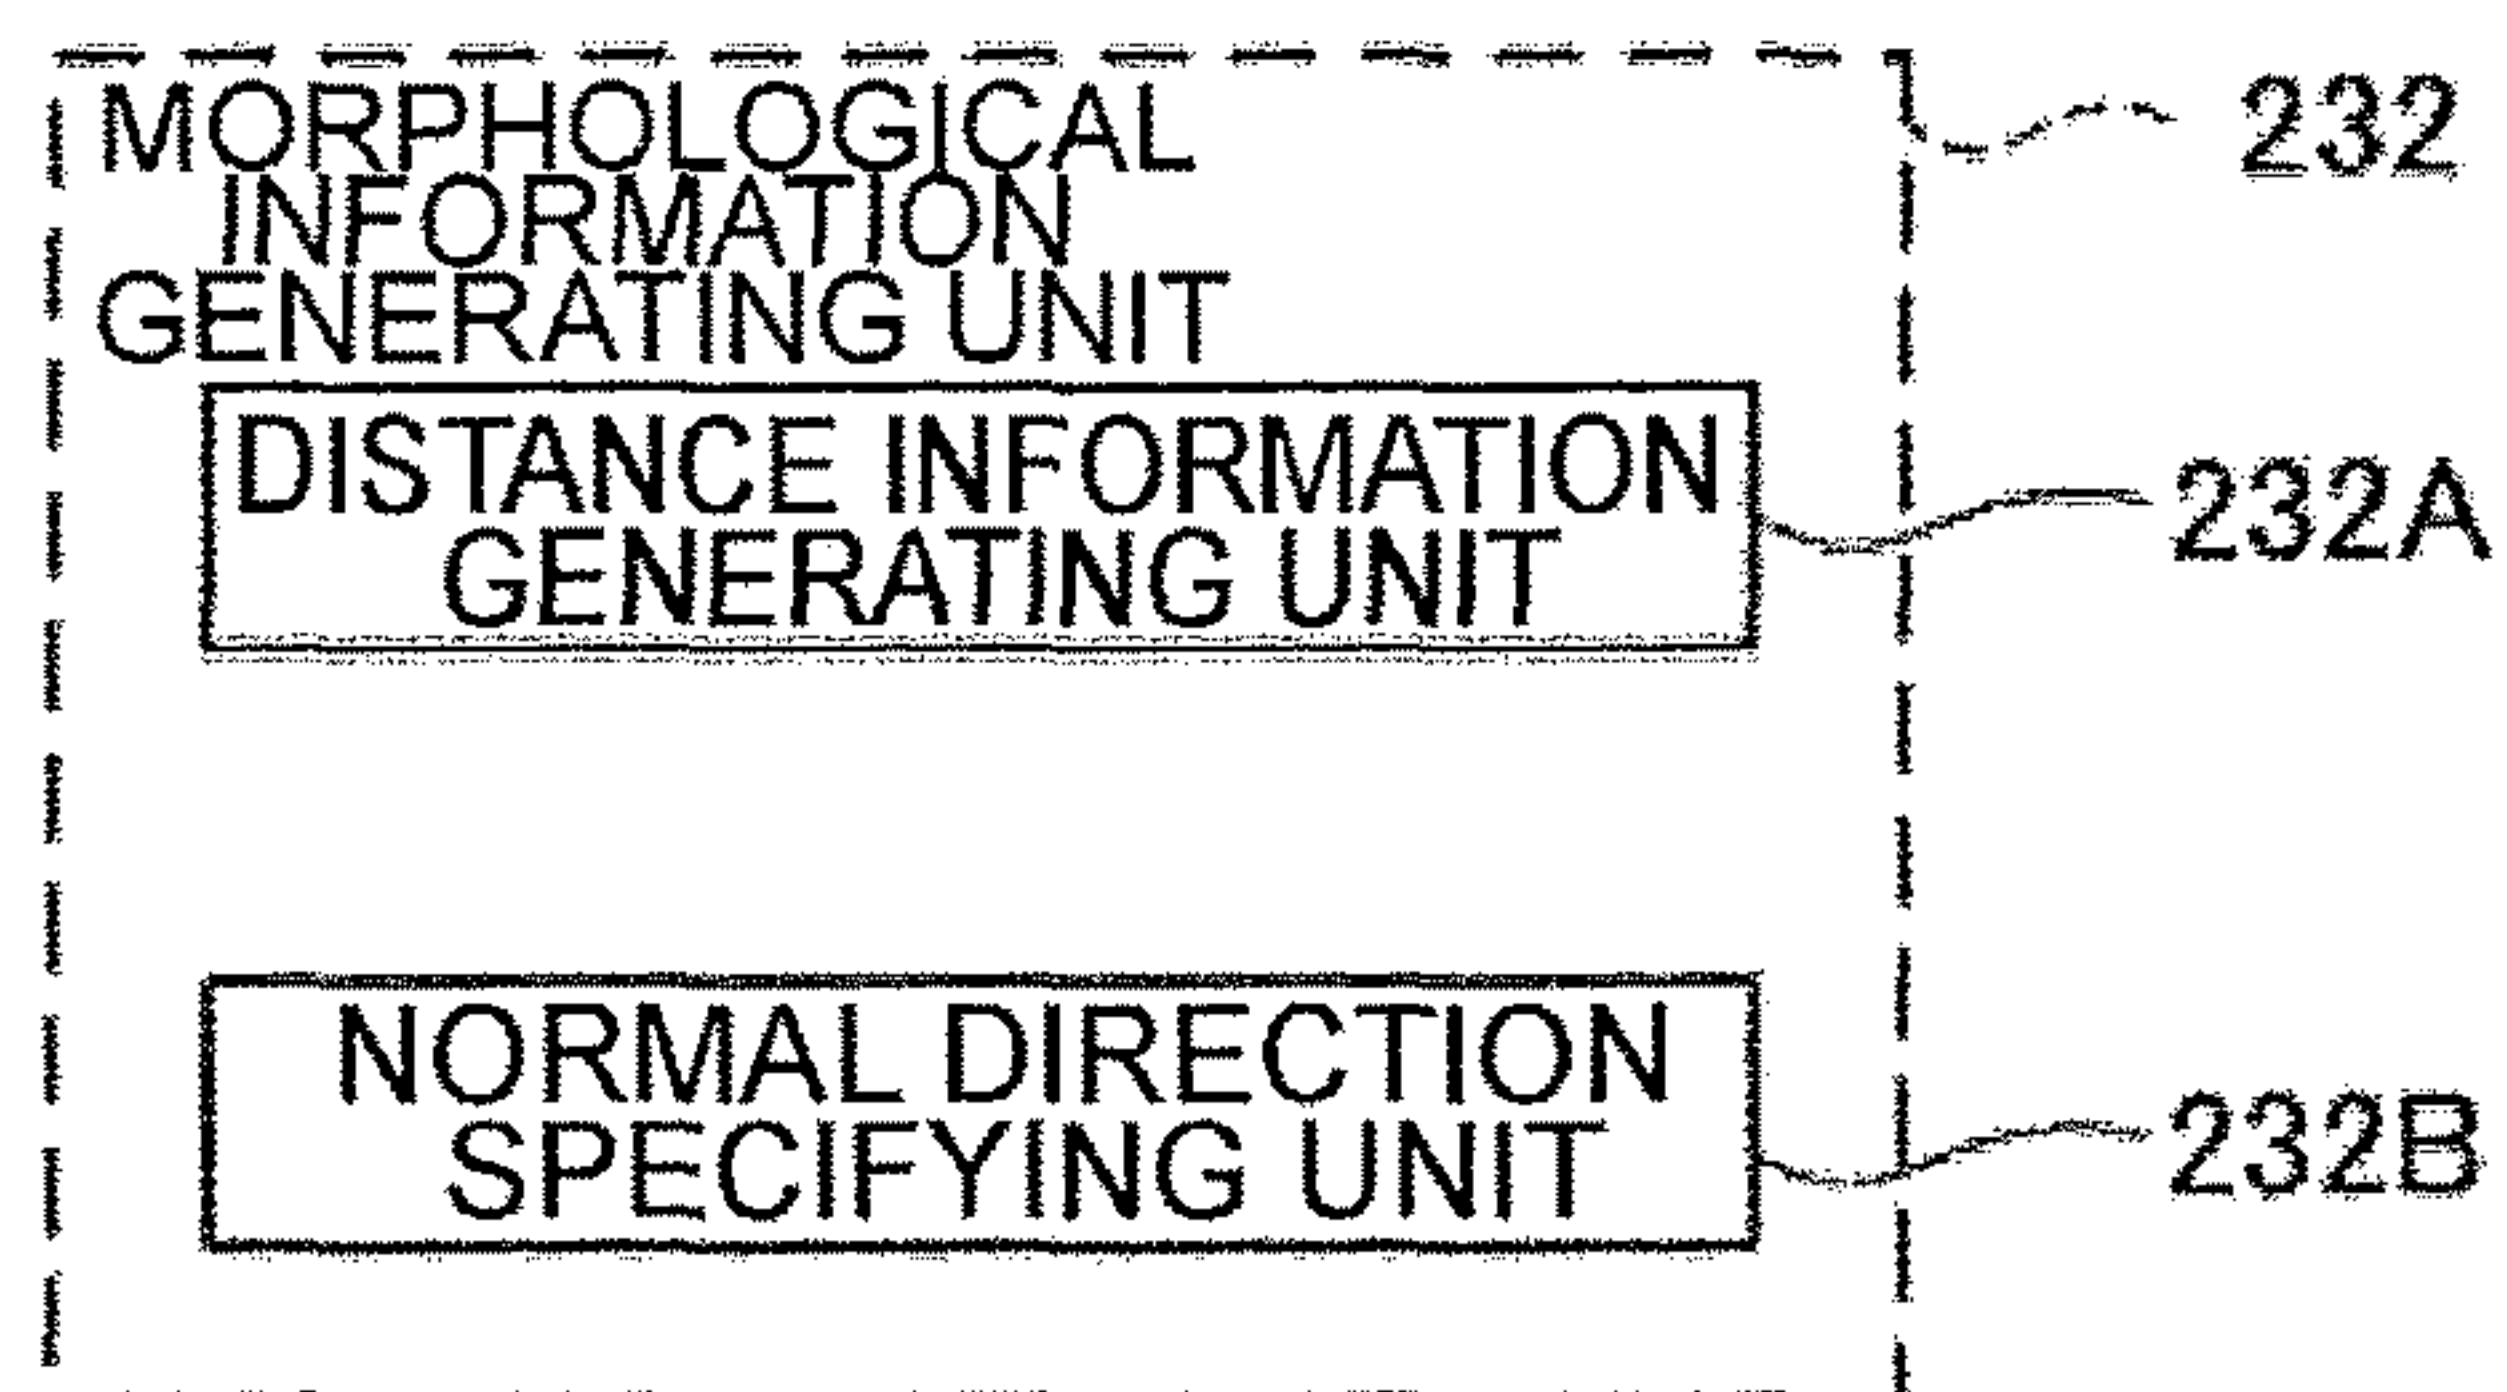 MORPHOLOGICAL
INFORMATION
GENERATING UNIT
232
DISTANCE INFORMATION
GENERATING UNIT
232A
NORMAL DIRECTION
SPECIFYING UNIT
232B